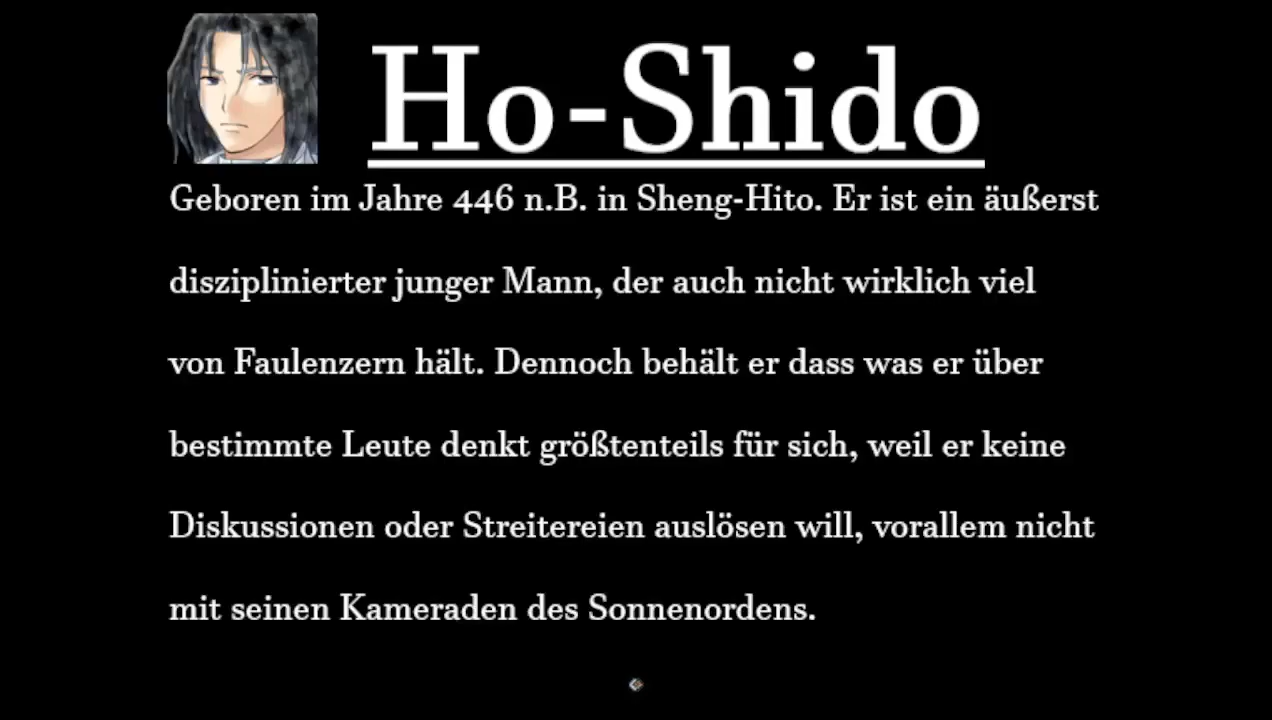 Ho-Shido
Geboren im Jahre 446 n.B. in Sheng-Hito. Er ist ein äußerst
disziplinierter junger Mann, der auch nicht wirklich viel
von Faulenzern hält. Dennoch behält er dass was er über
bestimmte Leute denkt größtenteils für sich, weil er keine
Diskussionen oder Streitereien auslösen will, vorallem nicht
mit seinen Kameraden des Sonnenordens.